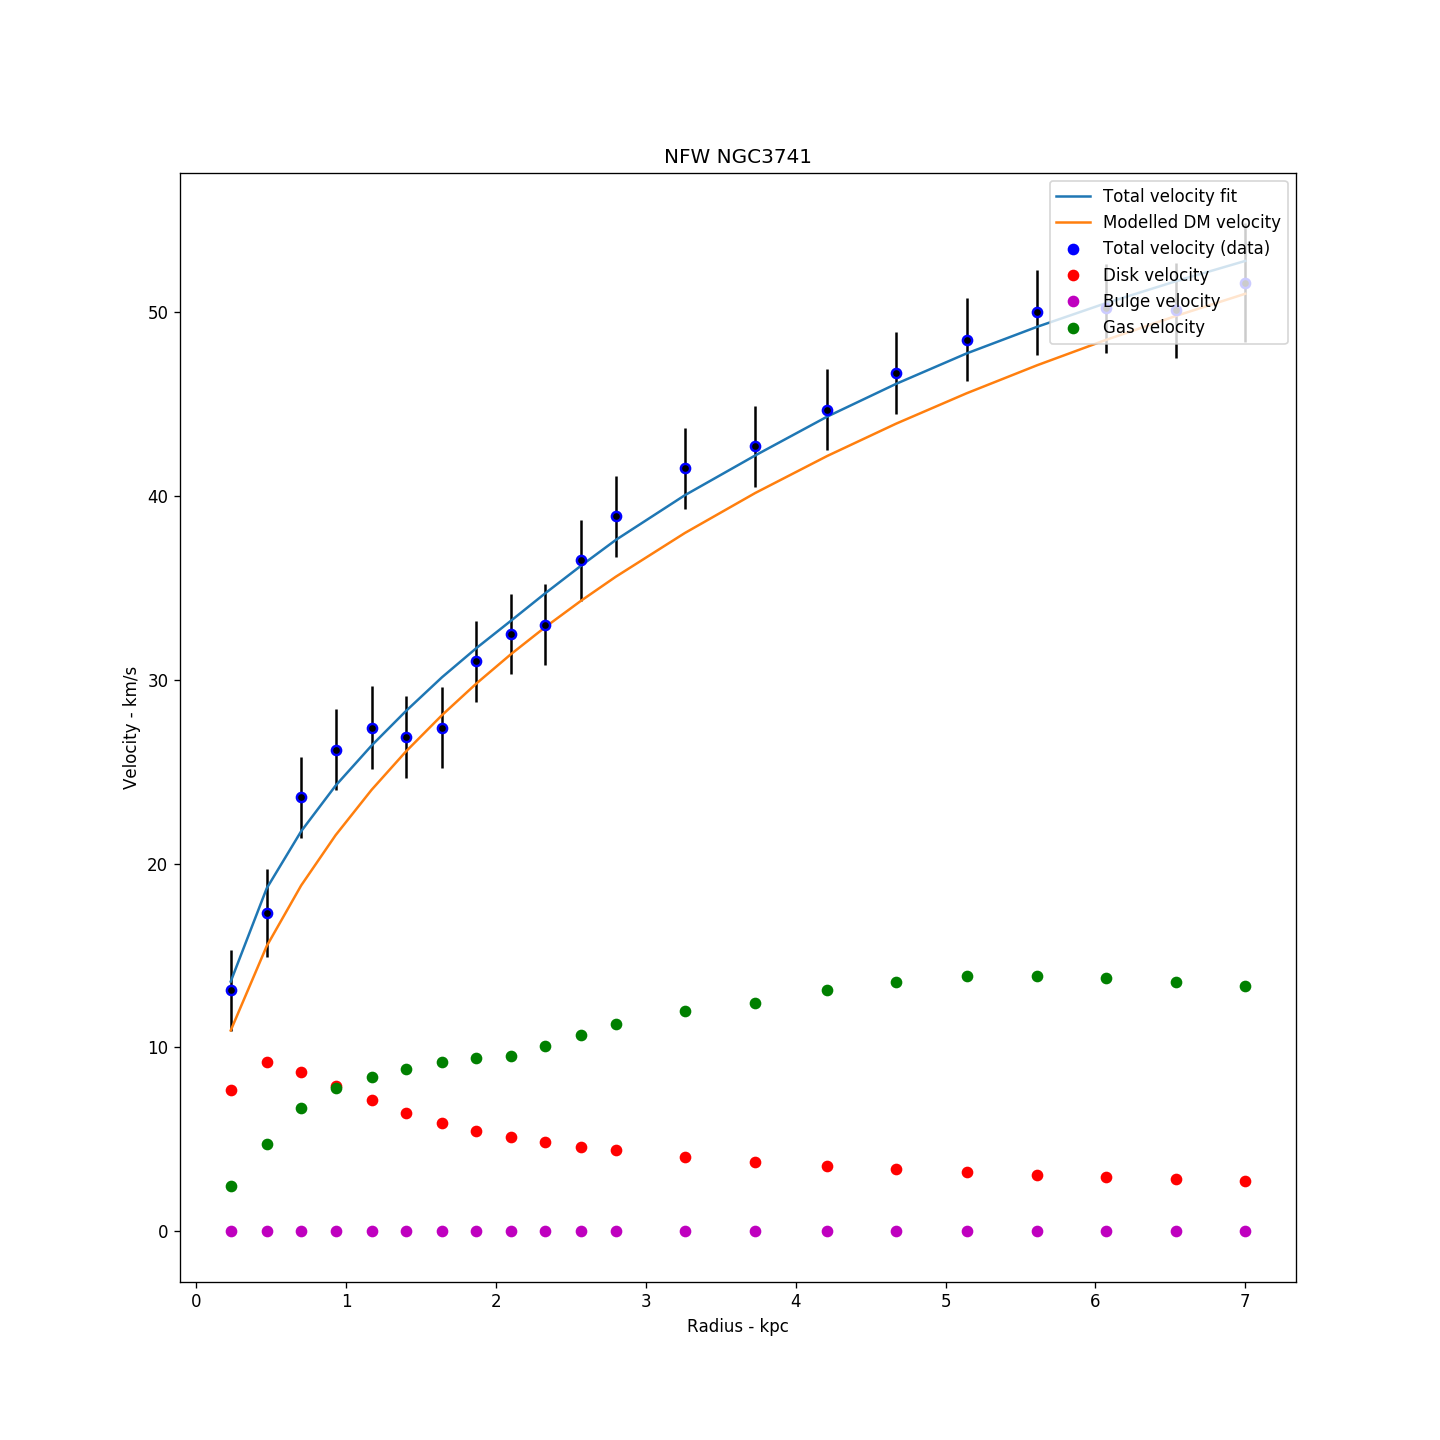 NFW NGC3741
Total velocity fit
Modelled DM velocity
Total velocity (data)
Disk velocity
Bulge velocity
Gas velocity
50
40
30
20
10
0
Velocity - km/s
0 1 2 3 4 5 6 7
Radius - kpc